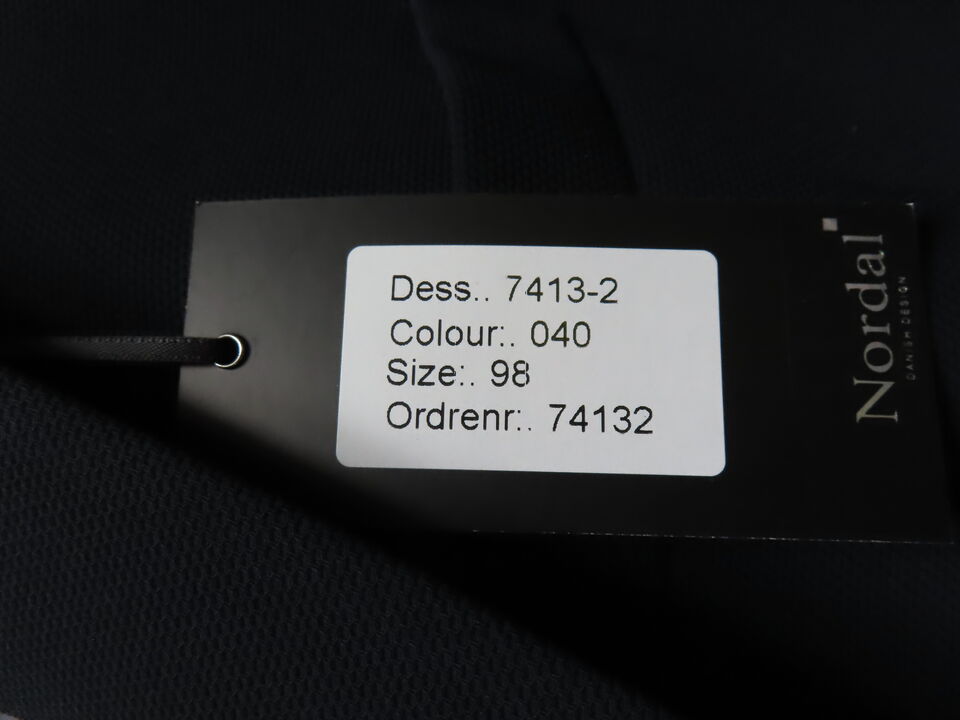 Dess.. 7413-2
Colour:. 040
Size:. 98
Ordrenr:. 74132
Nordal
DANISH DESIGN